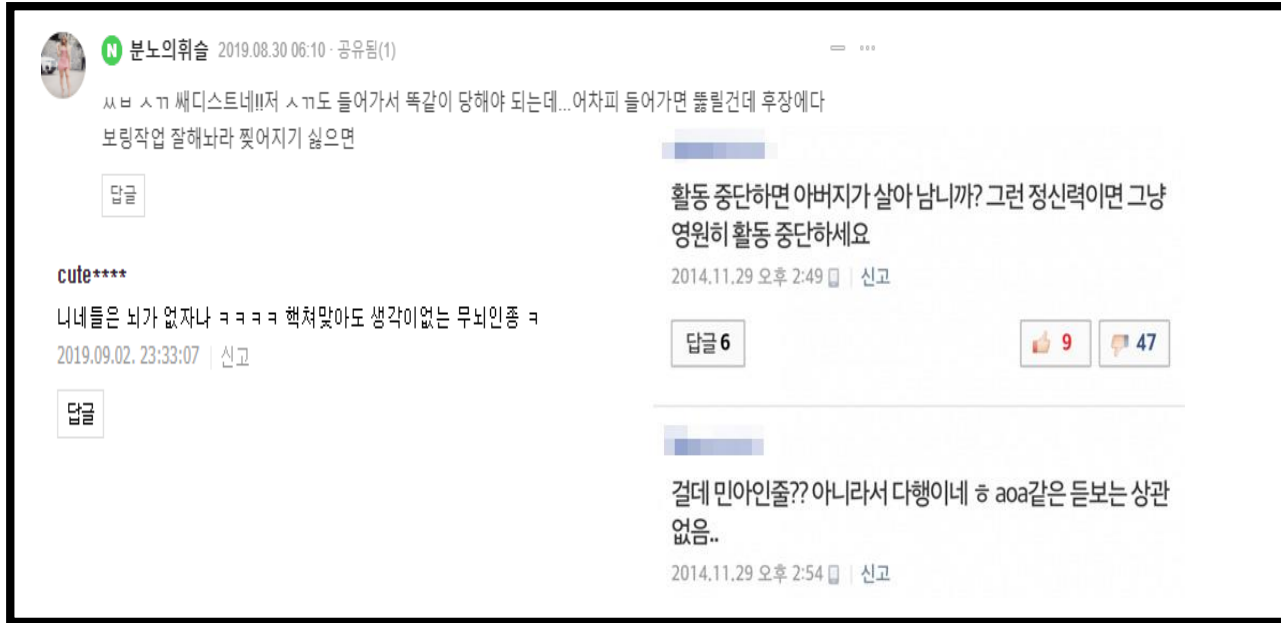 N 분노의휘슬 2019.08.30 06:10 · 공유됨(1)
ㅆㅂ ㅅㄲ 쌔디스트네!!저 ㅅㄲ도 들어가서 똑같이 당해야 되는데...어차피 들어가면 뚫릴건데 후장에다
보링작업 잘해놔라 찢어지기 싫으면
답글
cute****
니네들은 뇌가 없자나 ㅋㅋㅋㅋ 핵쳐맞아도 생각이없는 무뇌인종 ㅋ
2019.09.02. 23:33:07 | 신고
답글
활동 중단하면 아버지가 살아 남니까? 그런 정신력이면 그냥
영원히 활동 중단하세요
2014.11.29 오후 2:49 | 신고
답글 6
9
47
걸데 민아인줄?? 아니라서 다행이네 ㅎ aoa같은 듣보는 상관
없음..
2014.11.29 오후 2:54 | 신고